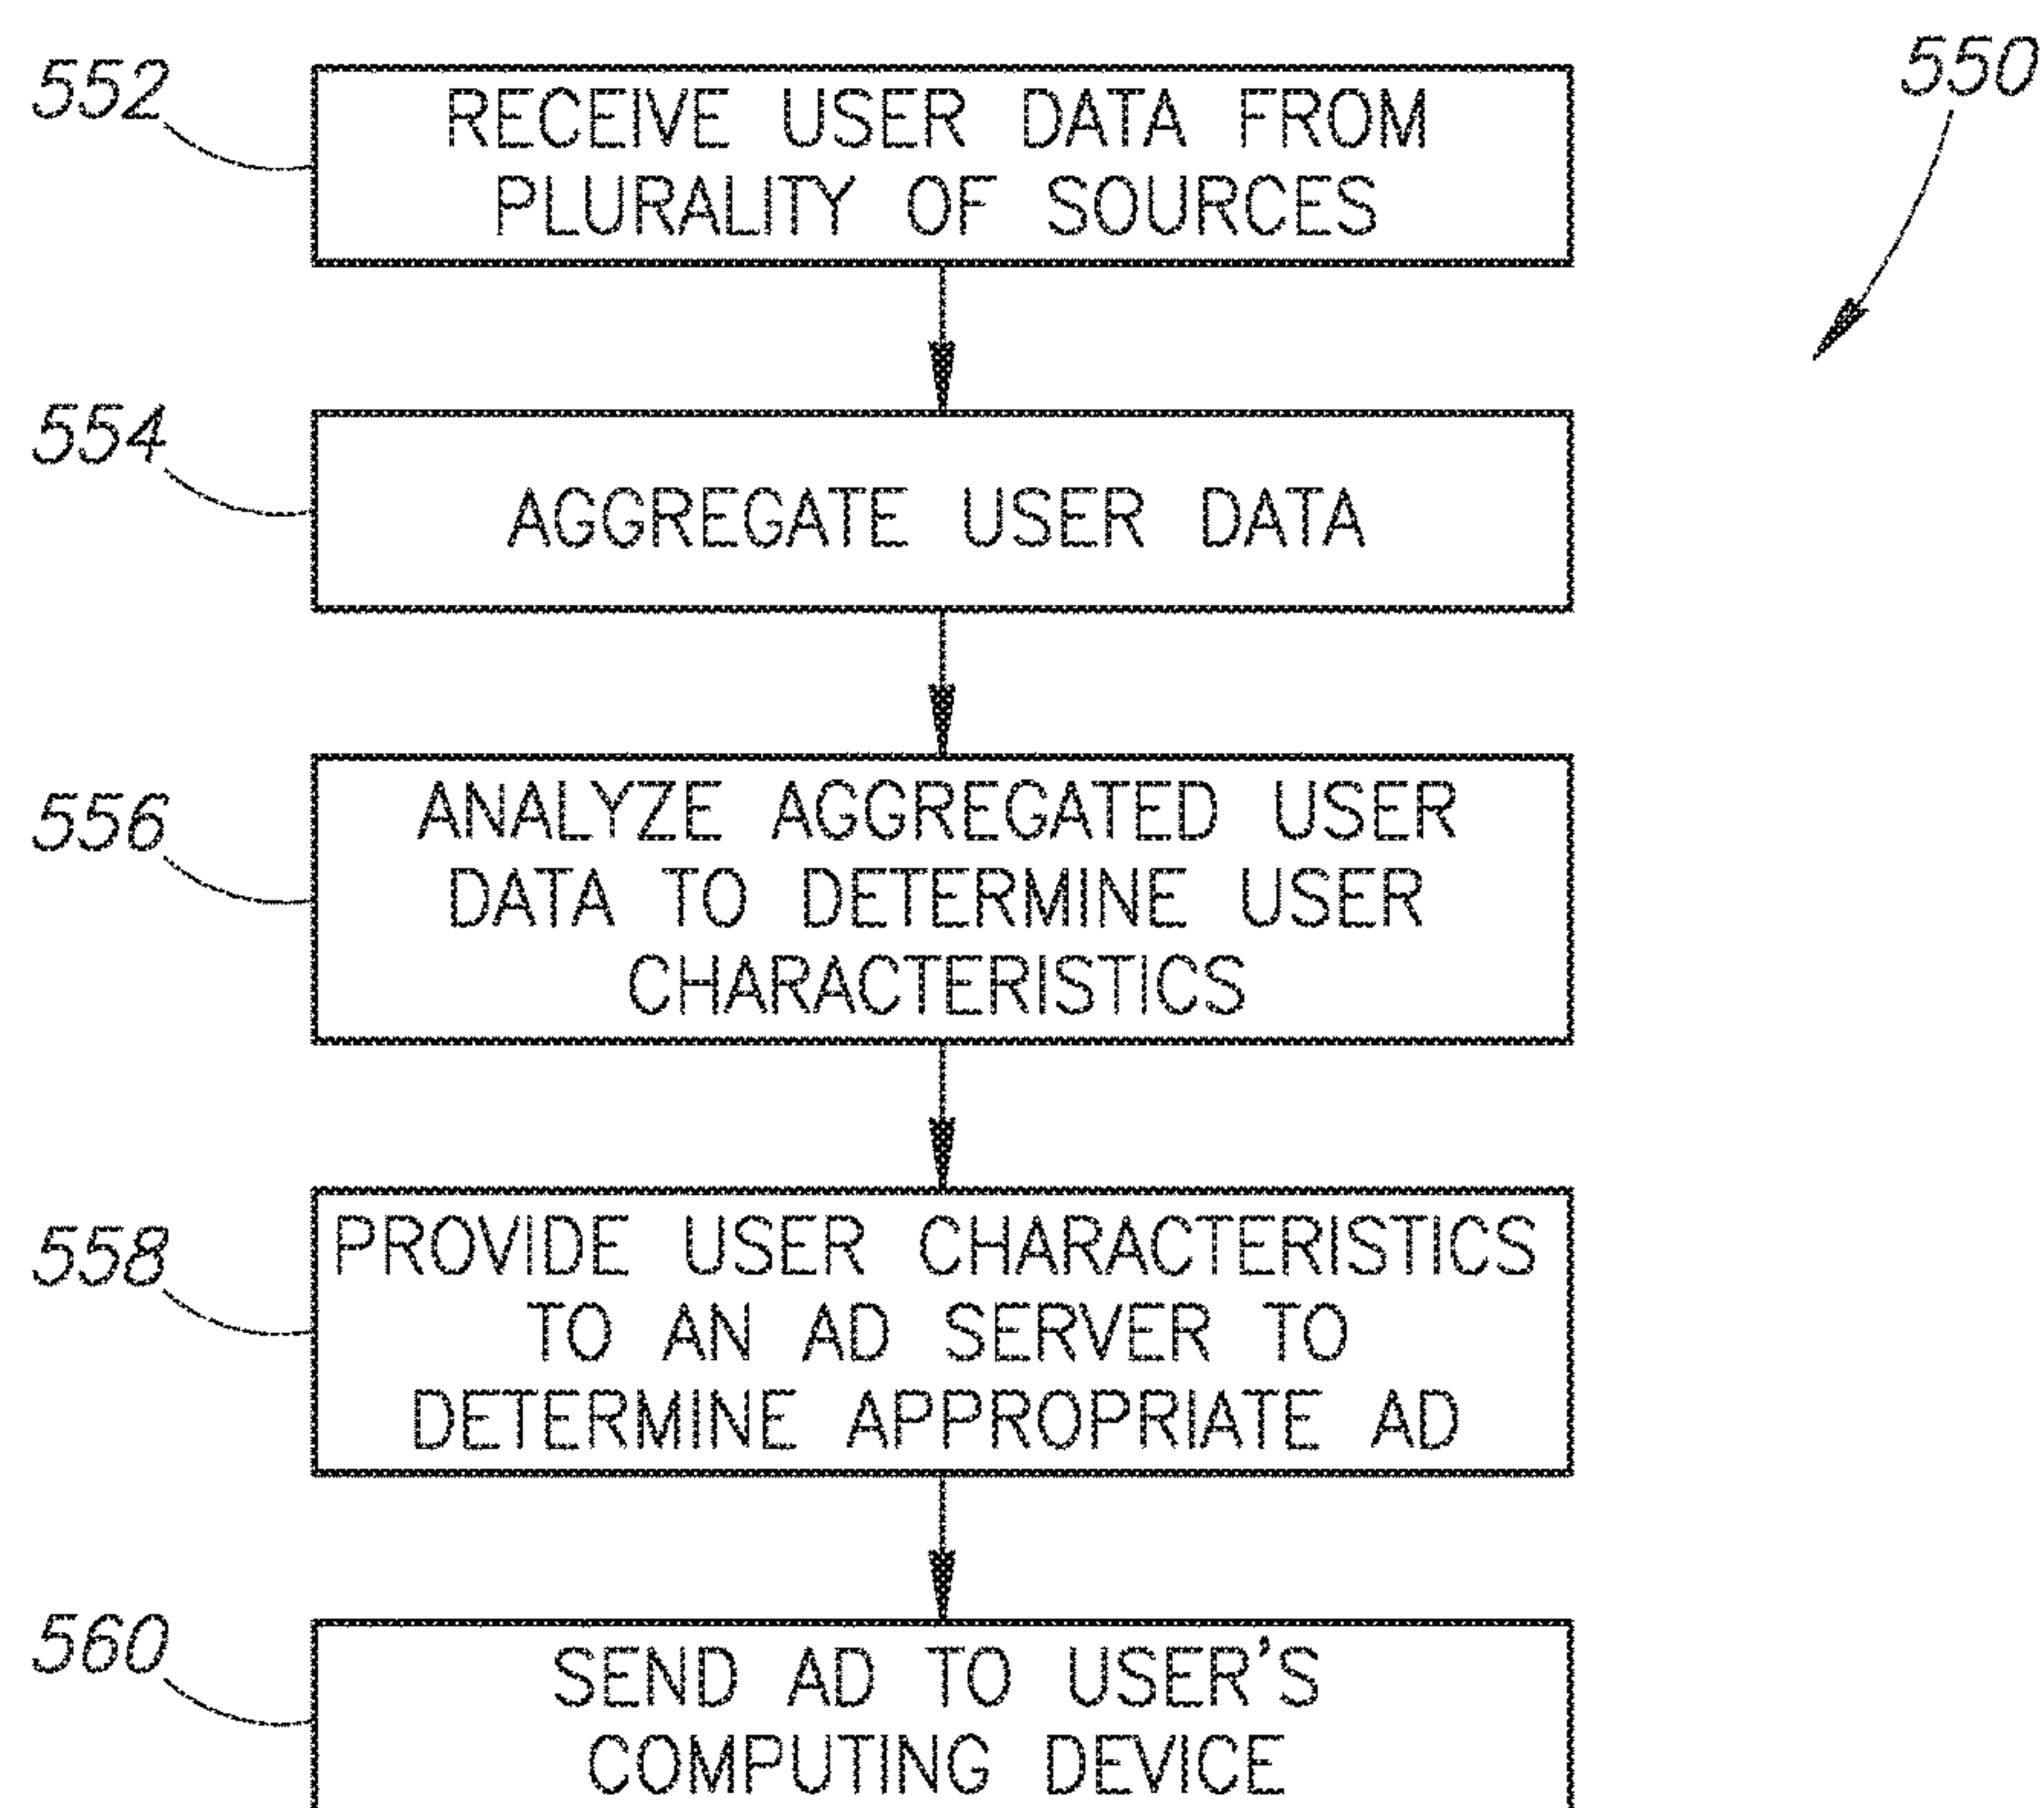 550
552
RECEIVE USER DATA FROM
PLURALITY OF SOURCES
554
AGGREGATE USER DATA
556
ANALYZE AGGREGATED USER
DATA TO DETERMINE USER
CHARACTERISTICS
558
PROVIDE USER CHARACTERISTICS
TO AN AD SERVER TO
DETERMINE APPROPRIATE AD
560
SEND AD TO USER'S
COMPUTING DEVICE